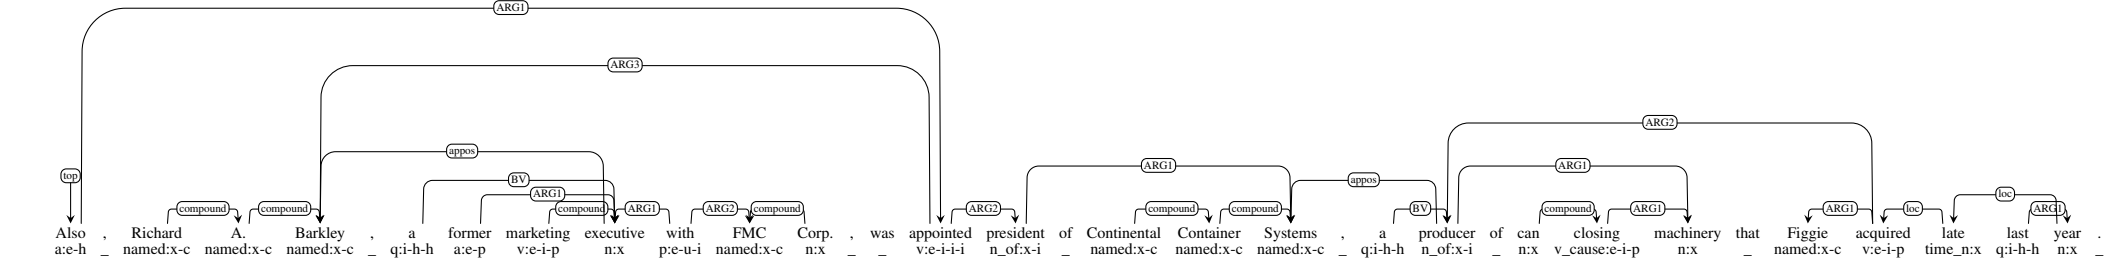 ARG1
ARG3
ARG2
appos ARG1 ARG1
top BV appos loc
ARG1
compound compound compound ARG1 ARG2 compound ARG2 compound compound BV compound ARG1 ARG1 loc ARG1
Also , Richard A. Barkley , a former marketing executive with FMC Corp. , was appointed president of Continental Container Systems , a producer of can closing machinery that Figgie acquired late last year .
a:e-h _ named:x-c named:x-c named:x-c _ q:i-h-h a:e-p v:e-i-p n:x p:e-u-i named:x-c n:x _ _ v:e-i-i-i n_of:x-i _ named:x-c named:x-c named:x-c _ q:i-h-h n_of:x-i _ n:x v_cause:e-i-p n:x _ named:x-c v:e-i-p time_n:x q:i-h-h n:x _